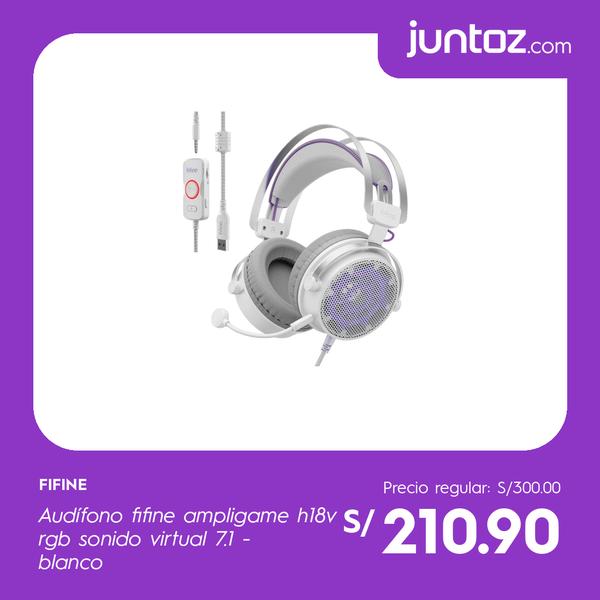 juntoz.com
FIFINE
Audífono fifine ampligame h18v
rgb sonido virtual 7.1 -
blanco
Precio regular: S/300.00
S/ 210.90